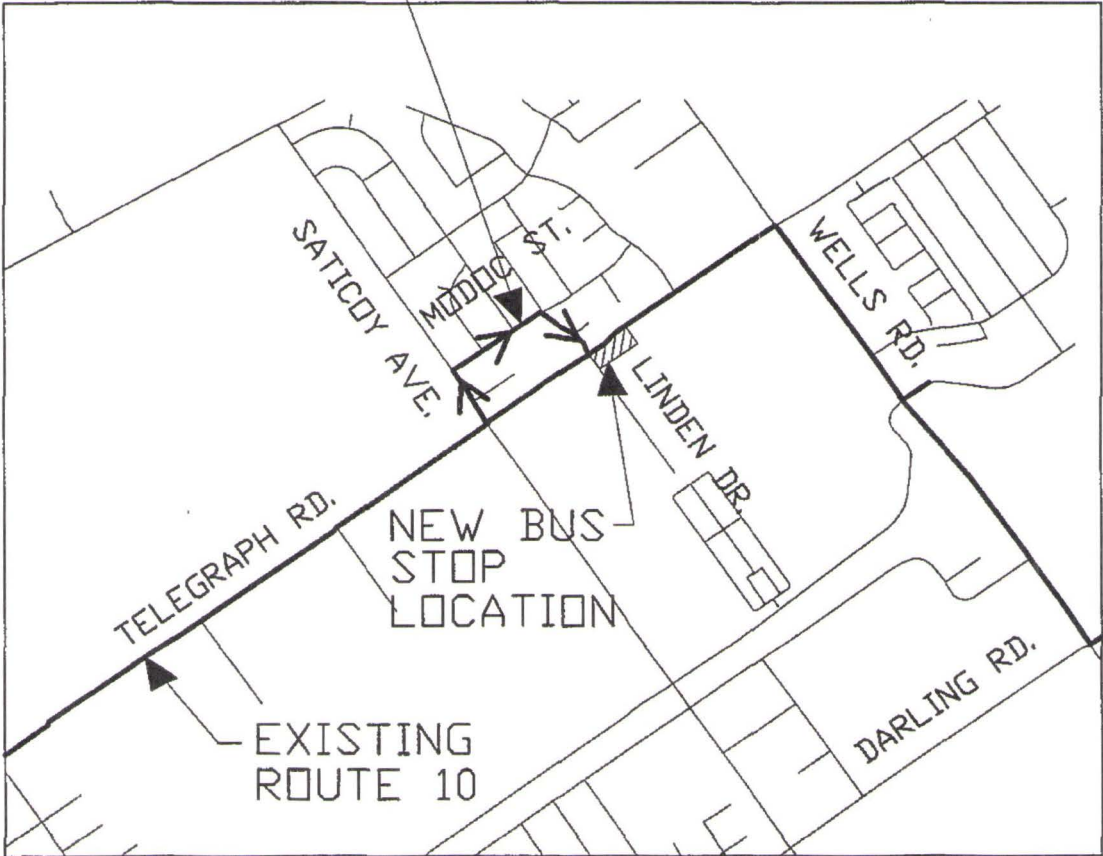 SATICOY AVE.
MODOC ST.
WELLS RD.
LINDEN DR.
TELEGRAPH RD.
NEW BUS
STOP
LOCATION
DARLING RD.
EXISTING
ROUTE 10